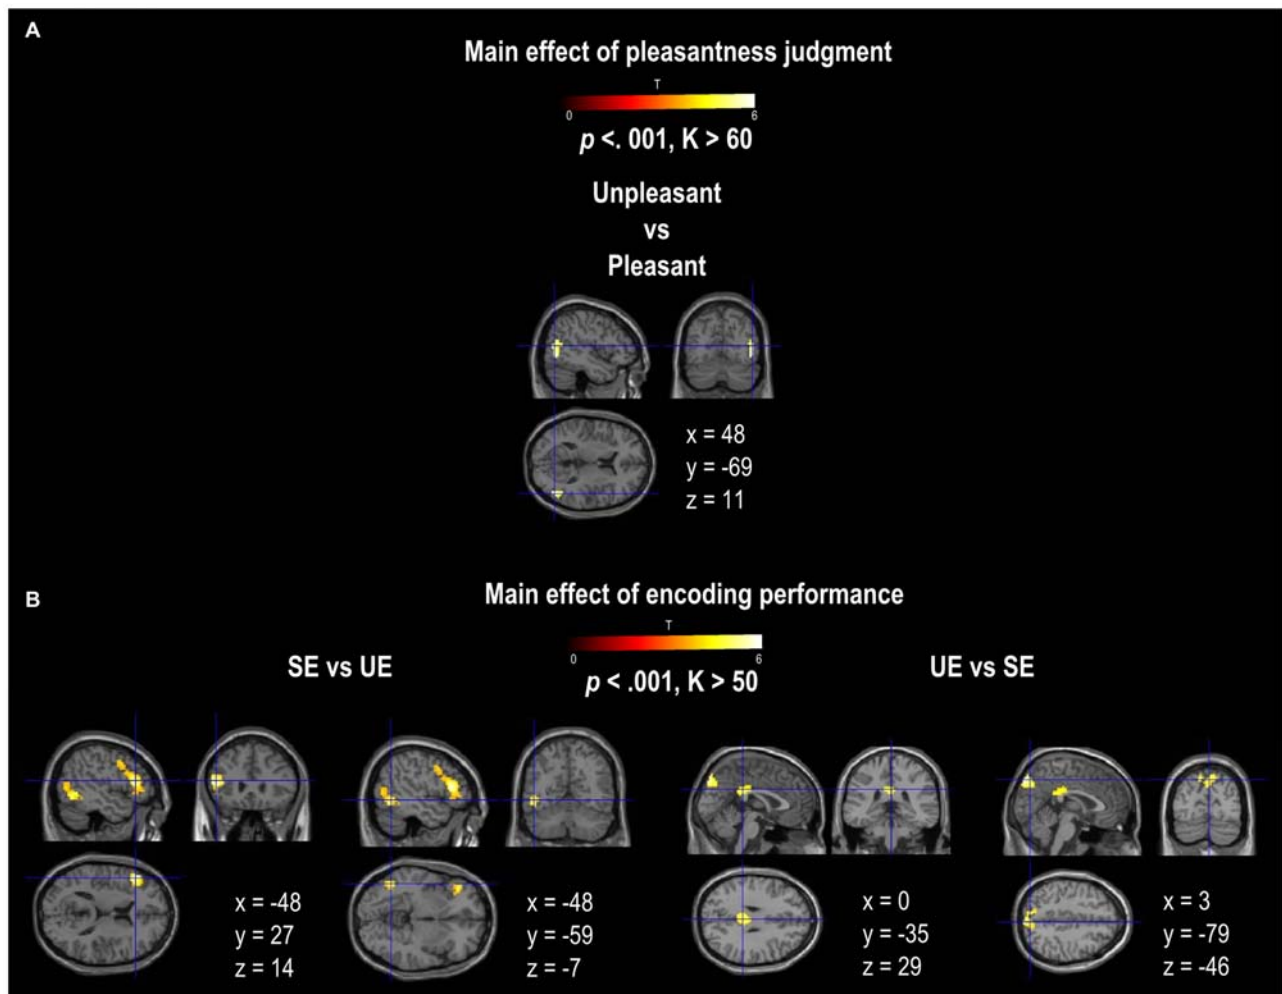 A
Main effect of pleasantness judgment
T
0 6
p <. 001, K > 60
Unpleasant
vs
Pleasant
x = 48
y = -69
z = 11
B
Main effect of encoding performance
T
0 6
p < .001, K > 50
SE vs UE
UE vs SE
x = -48
y = 27
z = 14
x = -48
y = -59
z = -7
x = 0
y = -35
z = 29
x = 3
y = -79
z = -46